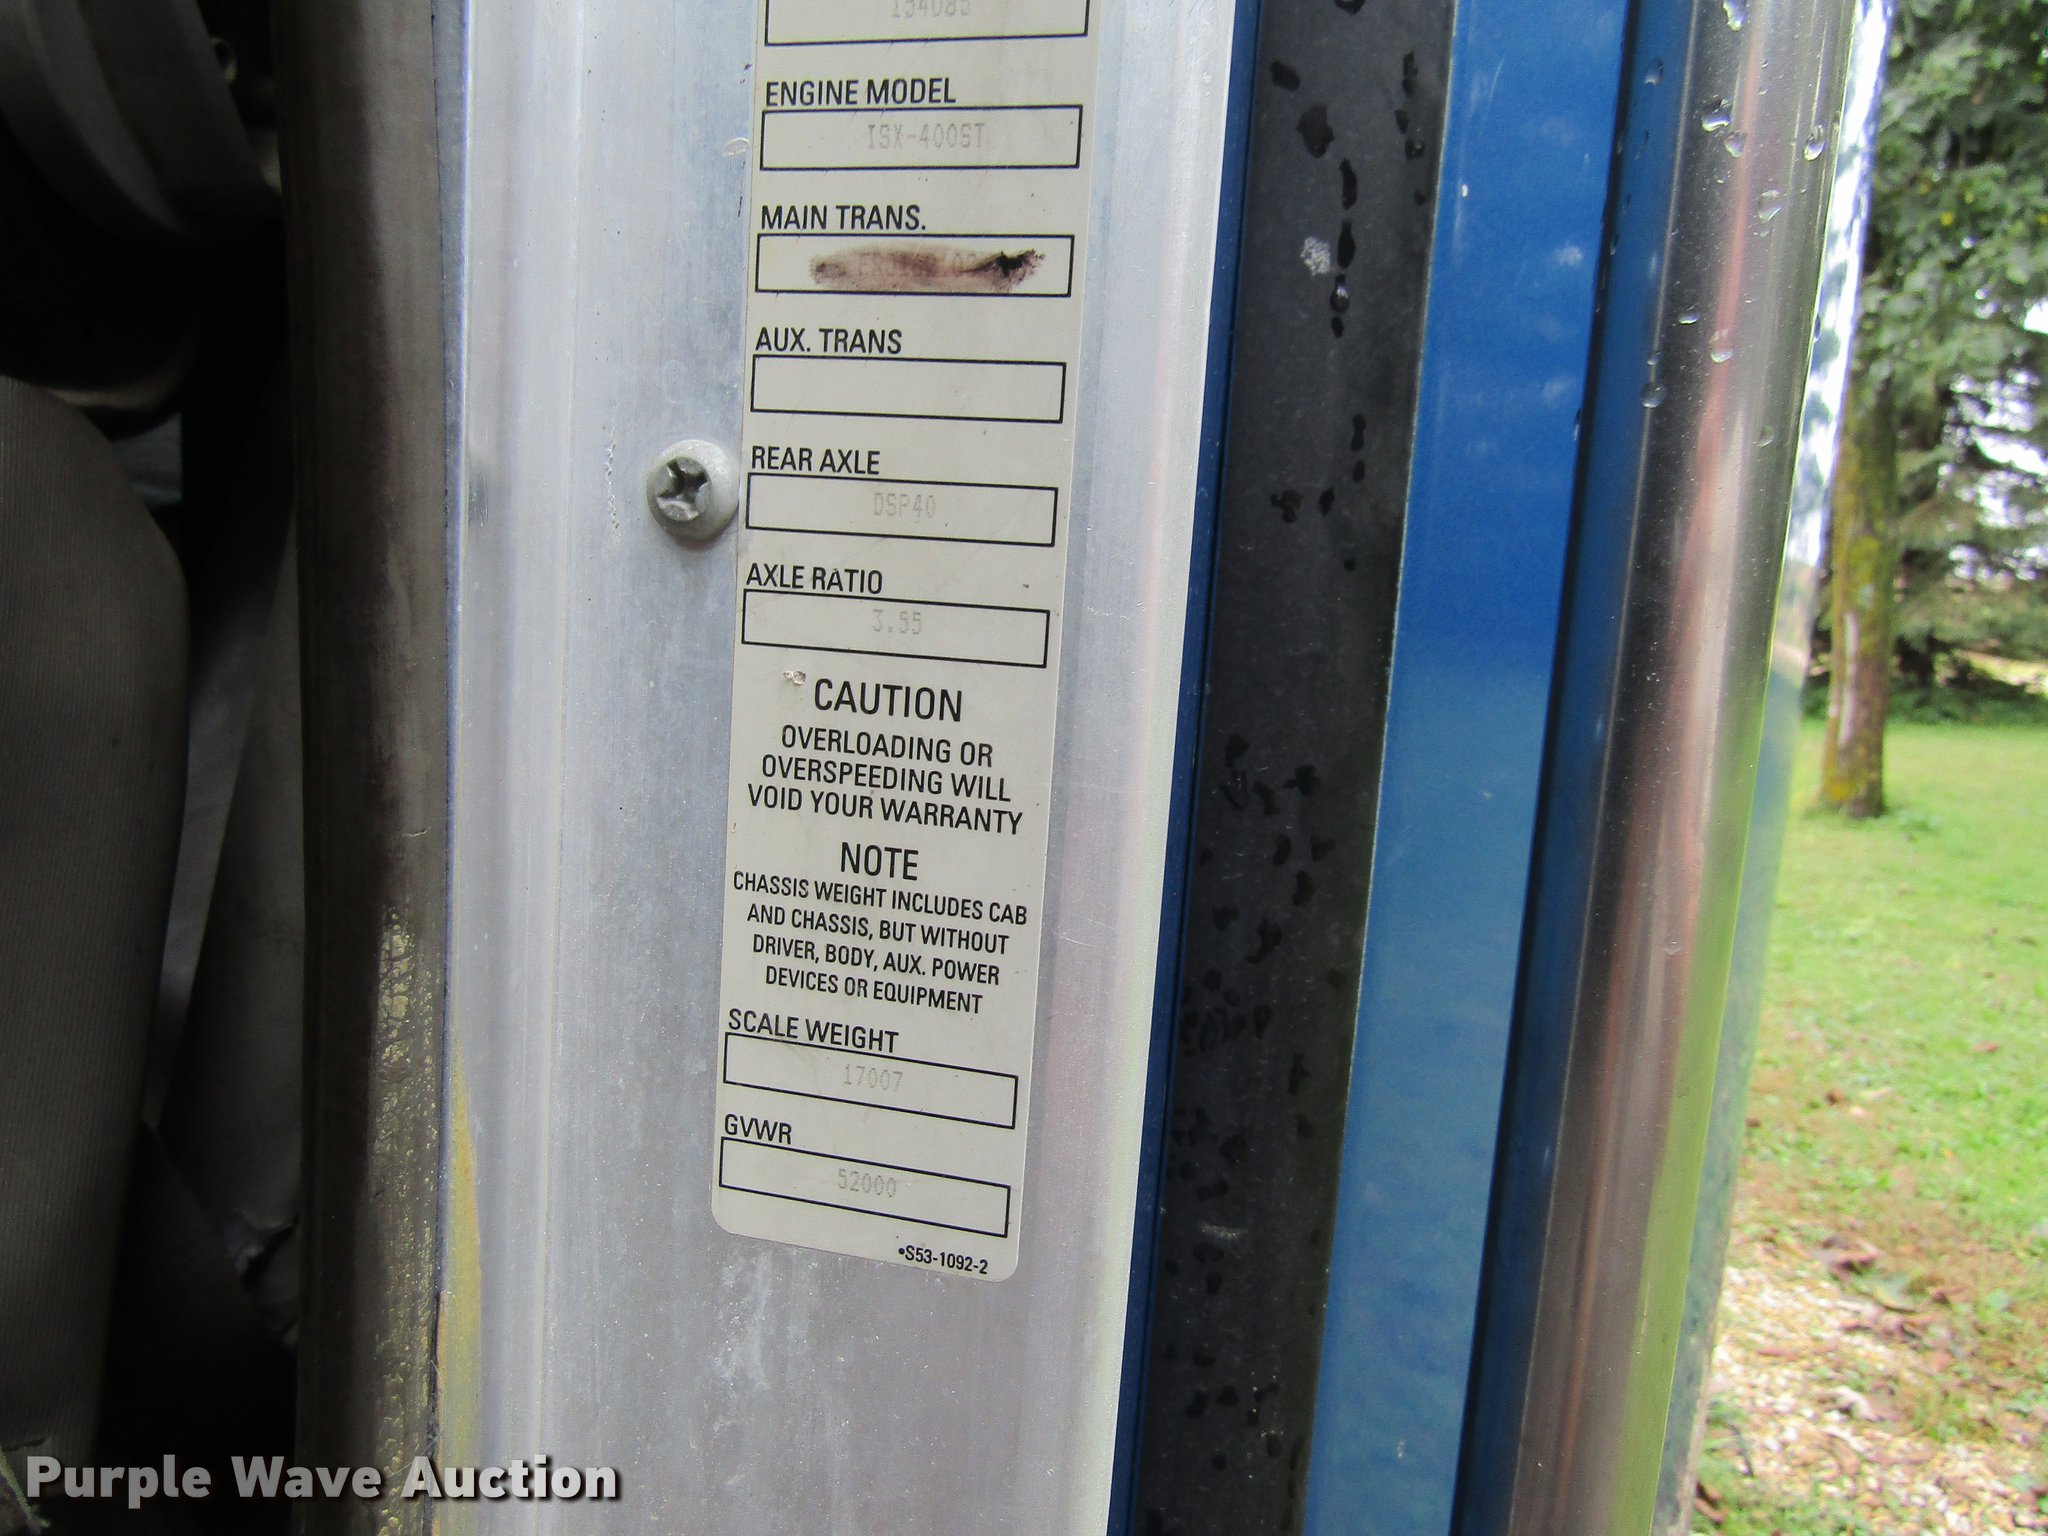 ENGINE MODEL
ISX-400ST
MAIN TRANS.
AUX. TRANS
REAR AXLE
DSP40
AXLE RATIO
3.55
CAUTION
OVERLOADING OR
OVERSPEEDING WILL
VOID YOUR WARRANTY
NOTE
CHASSIS WEIGHT INCLUDES CAB
AND CHASSIS, BUT WITHOUT
DRIVER, BODY, AUX. POWER
DEVICES OR EQUIPMENT
SCALE WEIGHT
17007
GVWR
52000
•S53-1092-2
Purple Wave Auction